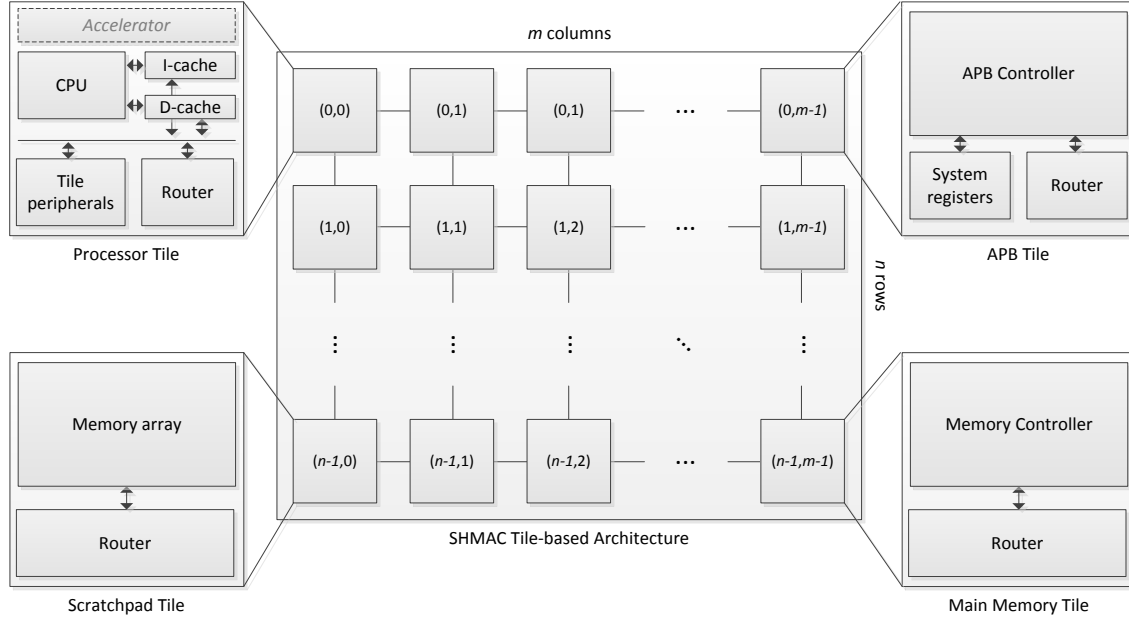 Accelerator
CPU
I-cache
D-cache
Tile
peripherals
Router
Processor Tile
m columns
(0,0)
(0,1)
(0,1)
...
(0,m-1)
(1,0)
(1,1)
(1,2)
...
(1,m-1)
n rows
(n-1,0)
(n-1,1)
(n-1,2)
...
(n-1,m-1)
SHMAC Tile-based Architecture
APB Controller
System
registers
Router
APB Tile
Memory array
Router
Scratchpad Tile
Memory Controller
Router
Main Memory Tile